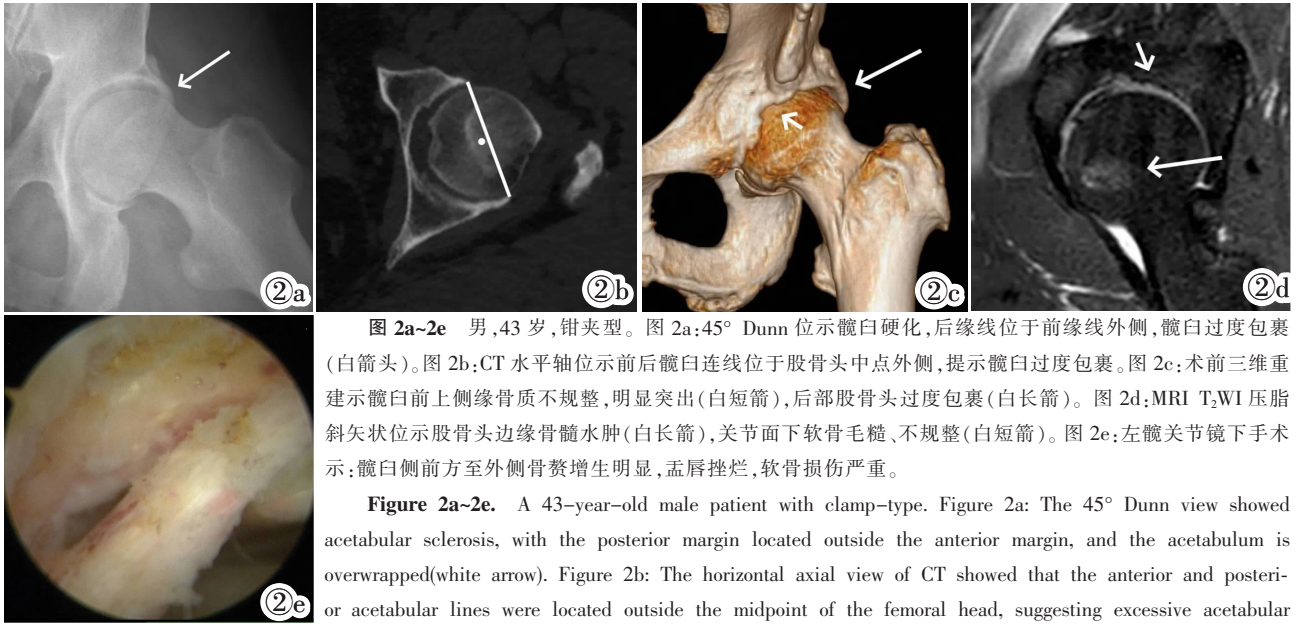 ②a
②b
②c
②d
②e
图 2a~2e 男,43 岁,钳夹型。图 2a:45° Dunn 位示髋臼硬化,后缘线位于前缘线外侧,髋臼过度包裹
(白箭头)。图 2b:CT 水平轴位示前后髋臼连线位于股骨头中点外侧,提示髋臼过度包裹。图 2c:术前三维重
建示髋臼前上侧缘骨质不规整,明显突出(白短箭),后部股骨头过度包裹(白长箭)。图 2d:MRI T₂WI 压脂
斜矢状位示股骨头边缘骨髓水肿(白长箭),关节面下软骨毛糙、不规整(白短箭)。图 2e:左髋关节镜下手术
示:髋臼侧前方至外侧骨赘增生明显,盂唇挫烂,软骨损伤严重。
Figure 2a~2e. A 43-year-old male patient with clamp-type. Figure 2a: The 45° Dunn view showed
acetabular sclerosis, with the posterior margin located outside the anterior margin, and the acetabulum is
overwrapped(white arrow). Figure 2b: The horizontal axial view of CT showed that the anterior and posteri-
or acetabular lines were located outside the midpoint of the femoral head, suggesting excessive acetabular